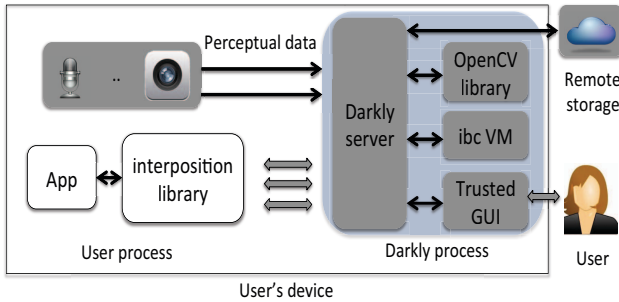 Perceptual data
..
Darkly
server
OpenCV
library
ibc VM
Trusted
GUI
Remote
storage
App
interposition
library
User process
Darkly process
User
User's device